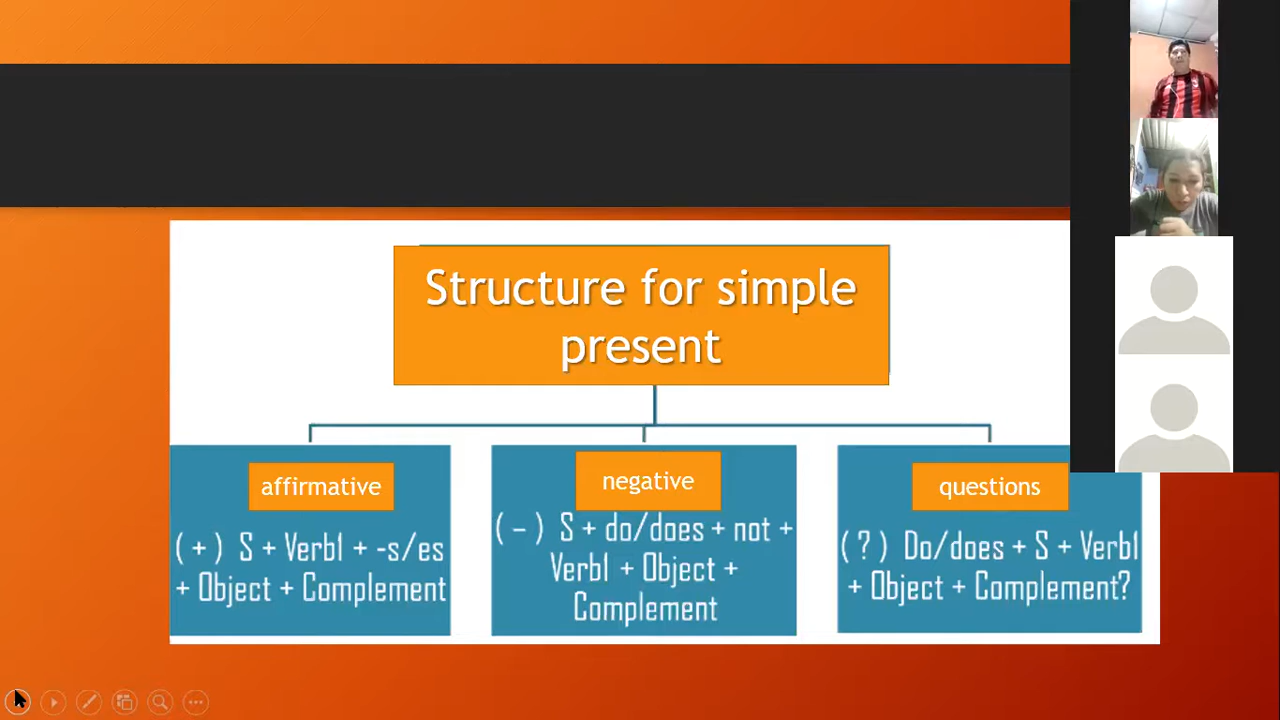 Structure for simple
present
affirmative
(+) S + Verb1 + -s/es
+ Object + Complement
negative
(-) S + do/does + not +
Verb1 + Object +
Complement
questions
(?) Do/does + S + Verb1
+ Object + Complement?